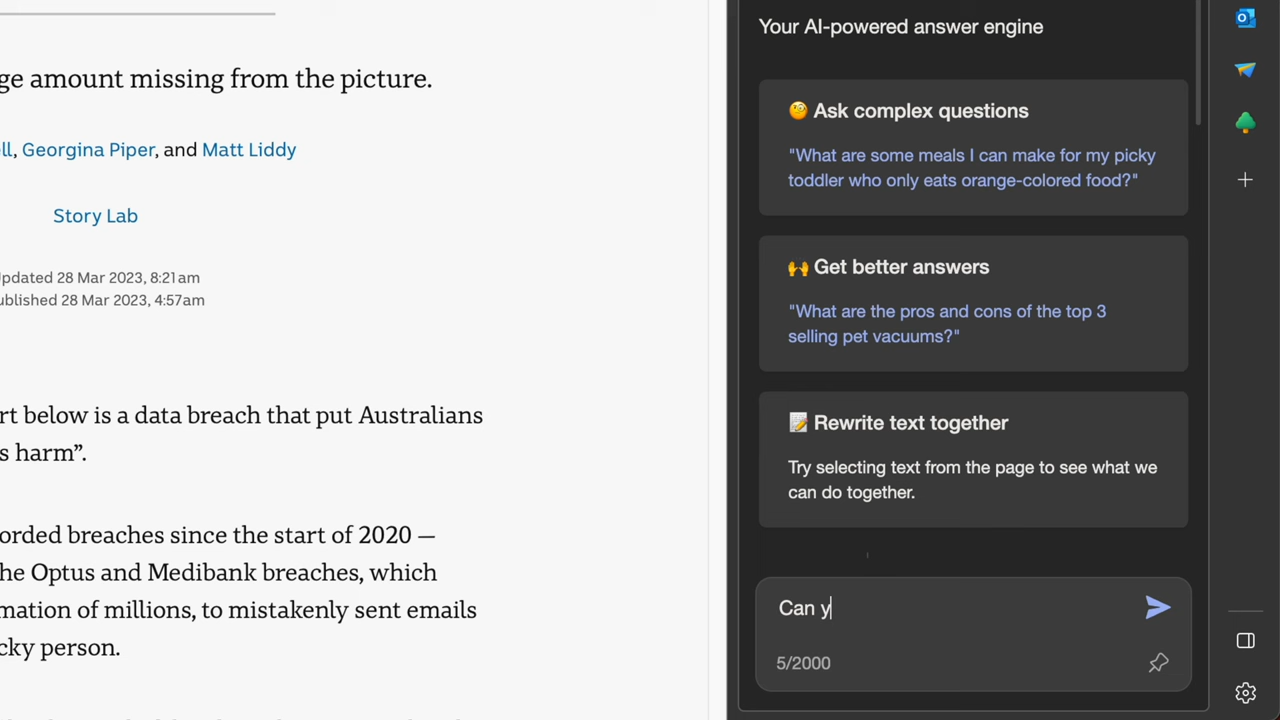 ge amount missing from the picture.
ll, Georgina Piper, and Matt Liddy
Story Lab
pdated 28 Mar 2023, 8:21am
ublished 28 Mar 2023, 4:57am
rt below is a data breach that put Australians
s harm”.
orded breaches since the start of 2020 —
he Optus and Medibank breaches, which
mation of millions, to mistakenly sent emails
cky person.
Your AI-powered answer engine
🧐 Ask complex questions
"What are some meals I can make for my picky
toddler who only eats orange-colored food?"
🙌 Get better answers
"What are the pros and cons of the top 3
selling pet vacuums?"
📝 Rewrite text together
Try selecting text from the page to see what we
can do together.
Can y
5/2000